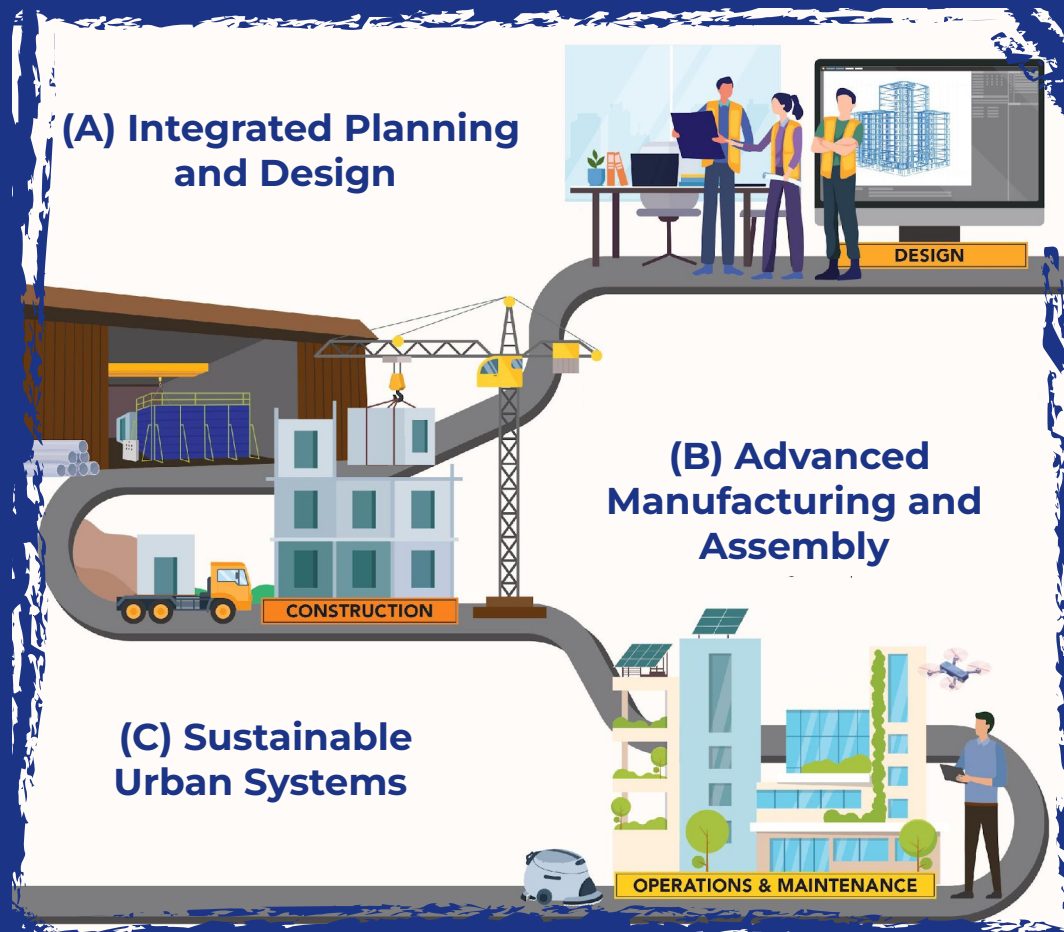 (A) Integrated Planning
and Design
DESIGN
(B) Advanced
Manufacturing and
Assembly
CONSTRUCTION
(C) Sustainable
Urban Systems
OPERATIONS & MAINTENANCE